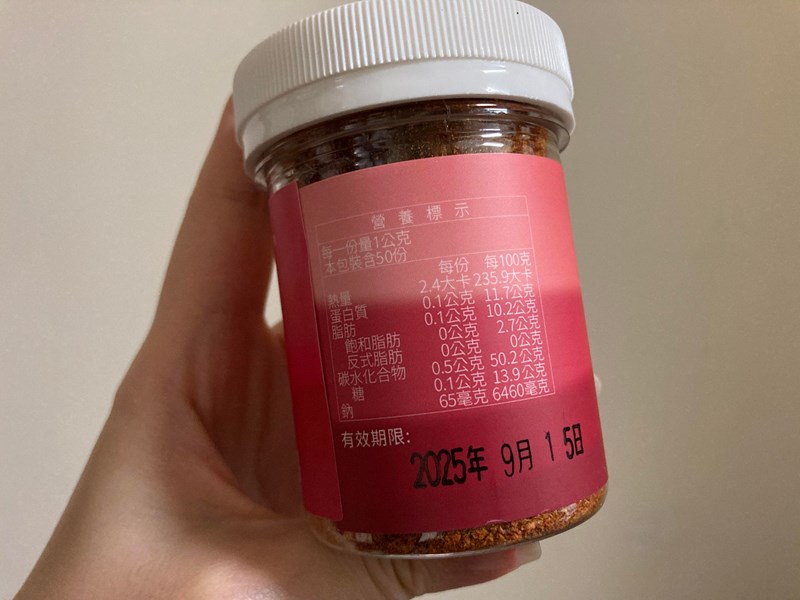 營養標示
每一份量1公克
本包裝含50份
每份 每100克
熱量 2.4大卡 235.9大卡
蛋白質 0.1公克 11.7公克
脂肪 0.1公克 10.2公克
飽和脂肪 0公克 2.7公克
反式脂肪 0公克 0公克
碳水化合物 0.5公克 50.2公克
糖 0.1公克 13.9公克
鈉 65毫克 6460毫克
有效期限:
2025年 9月 15日